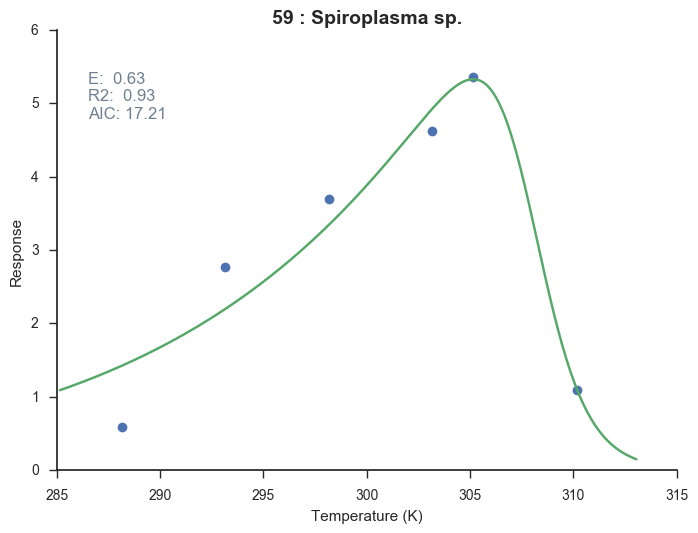 59 : Spiroplasma sp.
E:  0.63
R2:  0.93
AIC: 17.21
Response
6
5
4
3
2
1
0
285 290 295 300 305 310 315
Temperature (K)